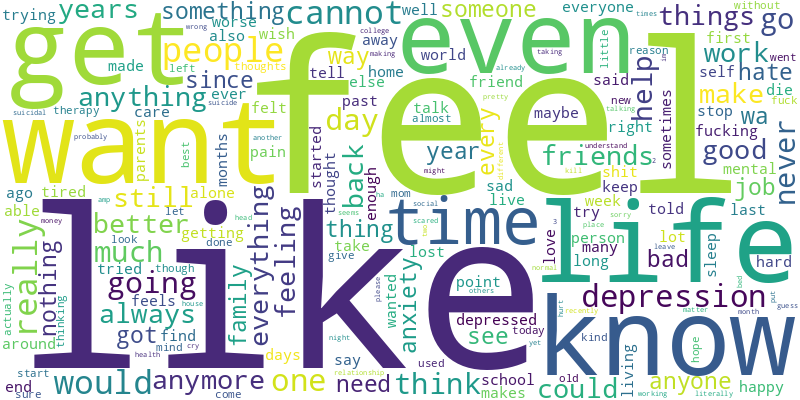 trying years something cannot well someone everyone times without
get feel even things go
wish worse also people made left thoughts wrong college away making way world little reason first work went
anything since ever tell home else friend said help self hate
suicidal therapy care felt past talk taking already new make die fuck
want probably suicide another day almost maybe right stop wa
parents best months pain started thought pretty every different friends understand talking fucking good never
ago tired still alone back year enough might sad kill shit keep mental job
able money amp let head mom live week told last
better getting like time life love try
really nothing much look done everything feeling thing social seems scared lost person many lot sorry place bad sleep hard
actually thinking tried though family take give point others anxiety wanted long leave normal
going feels house please depression know
around always got find mind cry depressed see today hurt recently matter bed put guess month
start health night say used yet kind hope
end sure would anymore come days one relationship need think school makes old could living working anyone literally happy